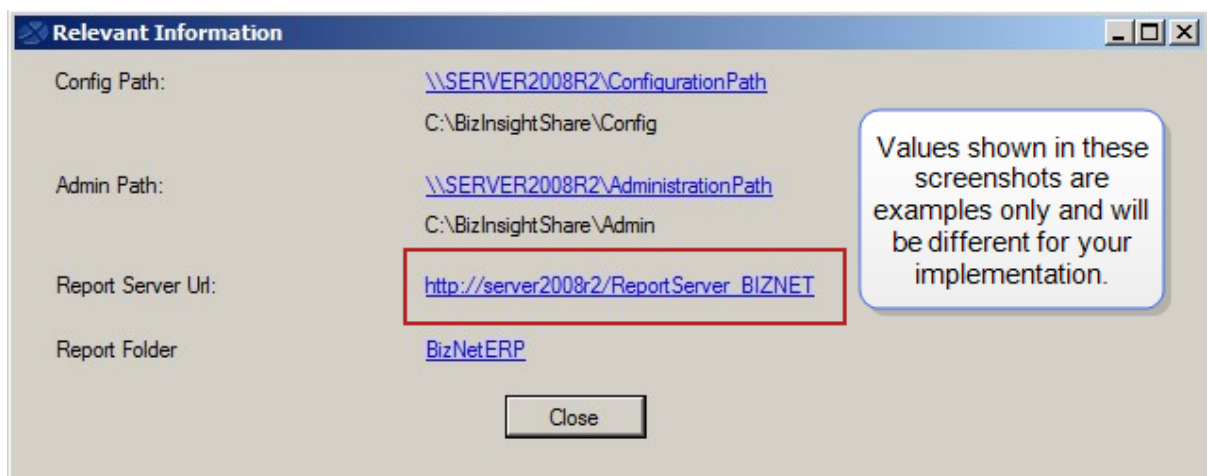 Relevant Information
Config Path:
\\SERVER2008R2\ConfigurationPath
C:\BizInsightShare\Config
Admin Path:
\\SERVER2008R2\AdministrationPath
C:\BizInsightShare\Admin
Report Server Url:
http://server2008r2/ReportServer_BIZNET
Report Folder
BizNetERP
Close
Values shown in these
screenshots are
examples only and will
be different for your
implementation.